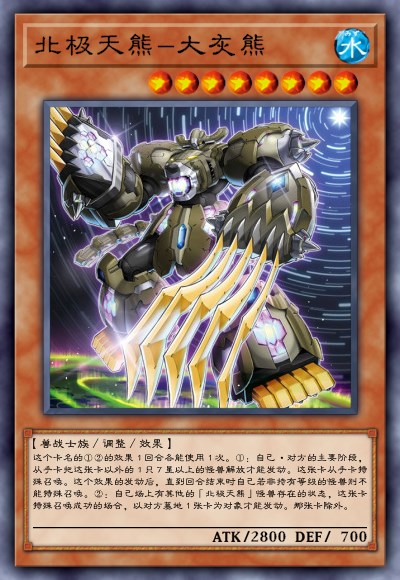 北极天熊-大灰熊
水
【兽战士族／调整／效果】
这个卡名的①②的效果1回合各能使用1次。①：自己·对方的主要阶段，
从手卡把这张卡以外的1只7星以上的怪兽解放才能发动。这张卡从手卡特
殊召唤。这个效果的发动后，直到回合结束时自己若非持有等级的怪兽则不
能特殊召唤。②：自己场上有其他的「北极天熊」怪兽存在的状态，这张卡
特殊召唤成功的场合，以对方墓地1张卡为对象才能发动。那张卡除外。
ATK/2800 DEF/ 700